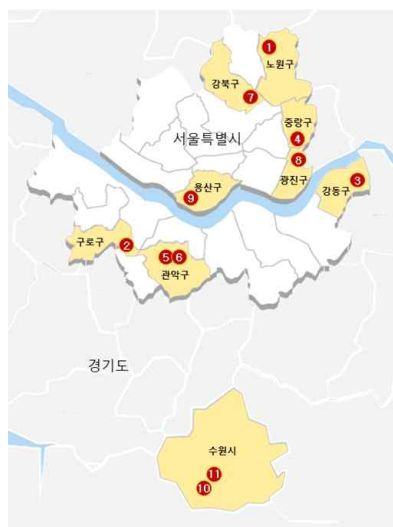 1
노원구
강북구
7
중랑구
4
서울특별시
8
광진구
3
강동구
용산구
9
구로구
2
5 6
관악구
경기도
수원시
11
10